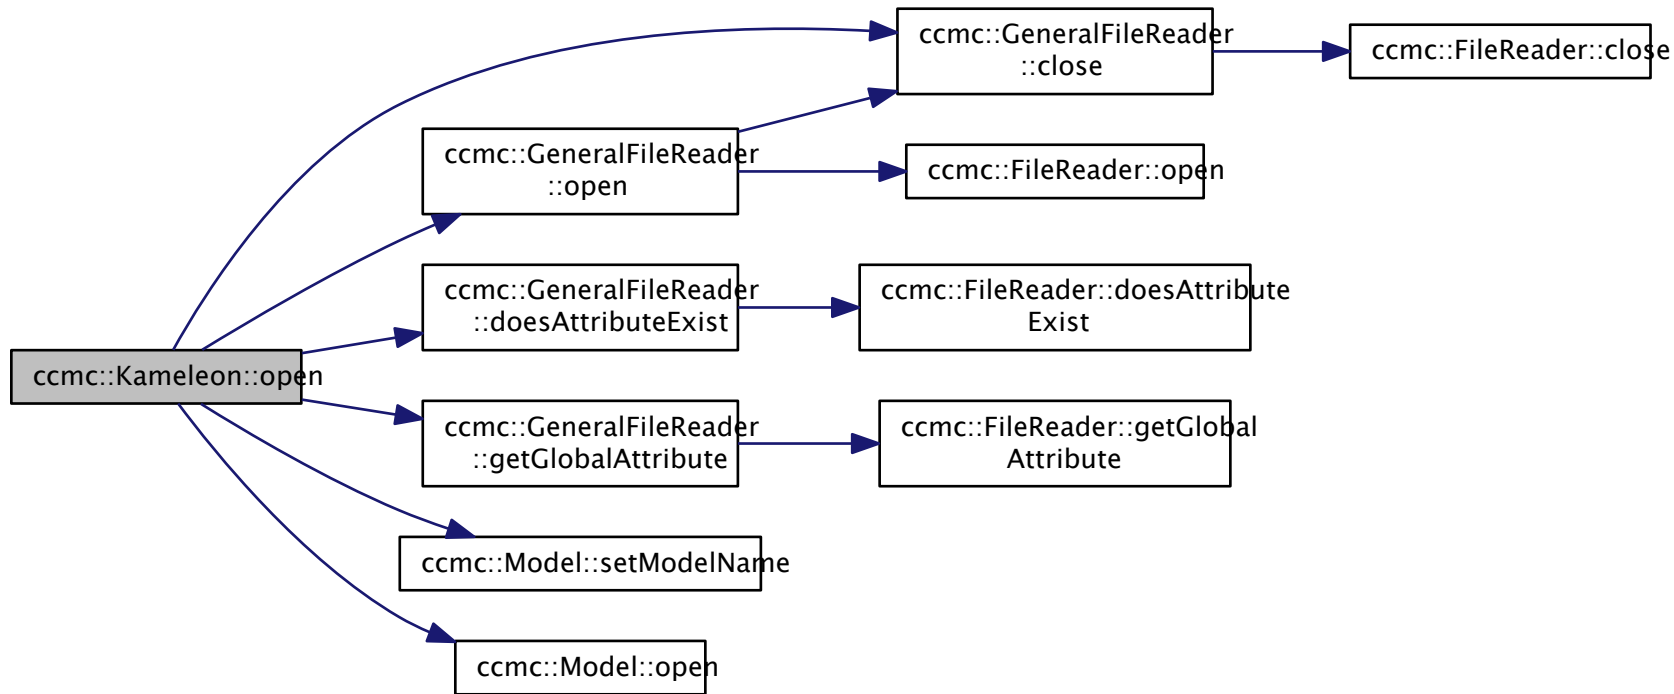 ccmc::Kameleon::open
ccmc::GeneralFileReader
::close
ccmc::FileReader::close
ccmc::GeneralFileReader
::open
ccmc::FileReader::open
ccmc::GeneralFileReader
::doesAttributeExist
ccmc::FileReader::doesAttribute
Exist
ccmc::GeneralFileReader
::getGlobalAttribute
ccmc::FileReader::getGlobal
Attribute
ccmc::Model::setModelName
ccmc::Model::open